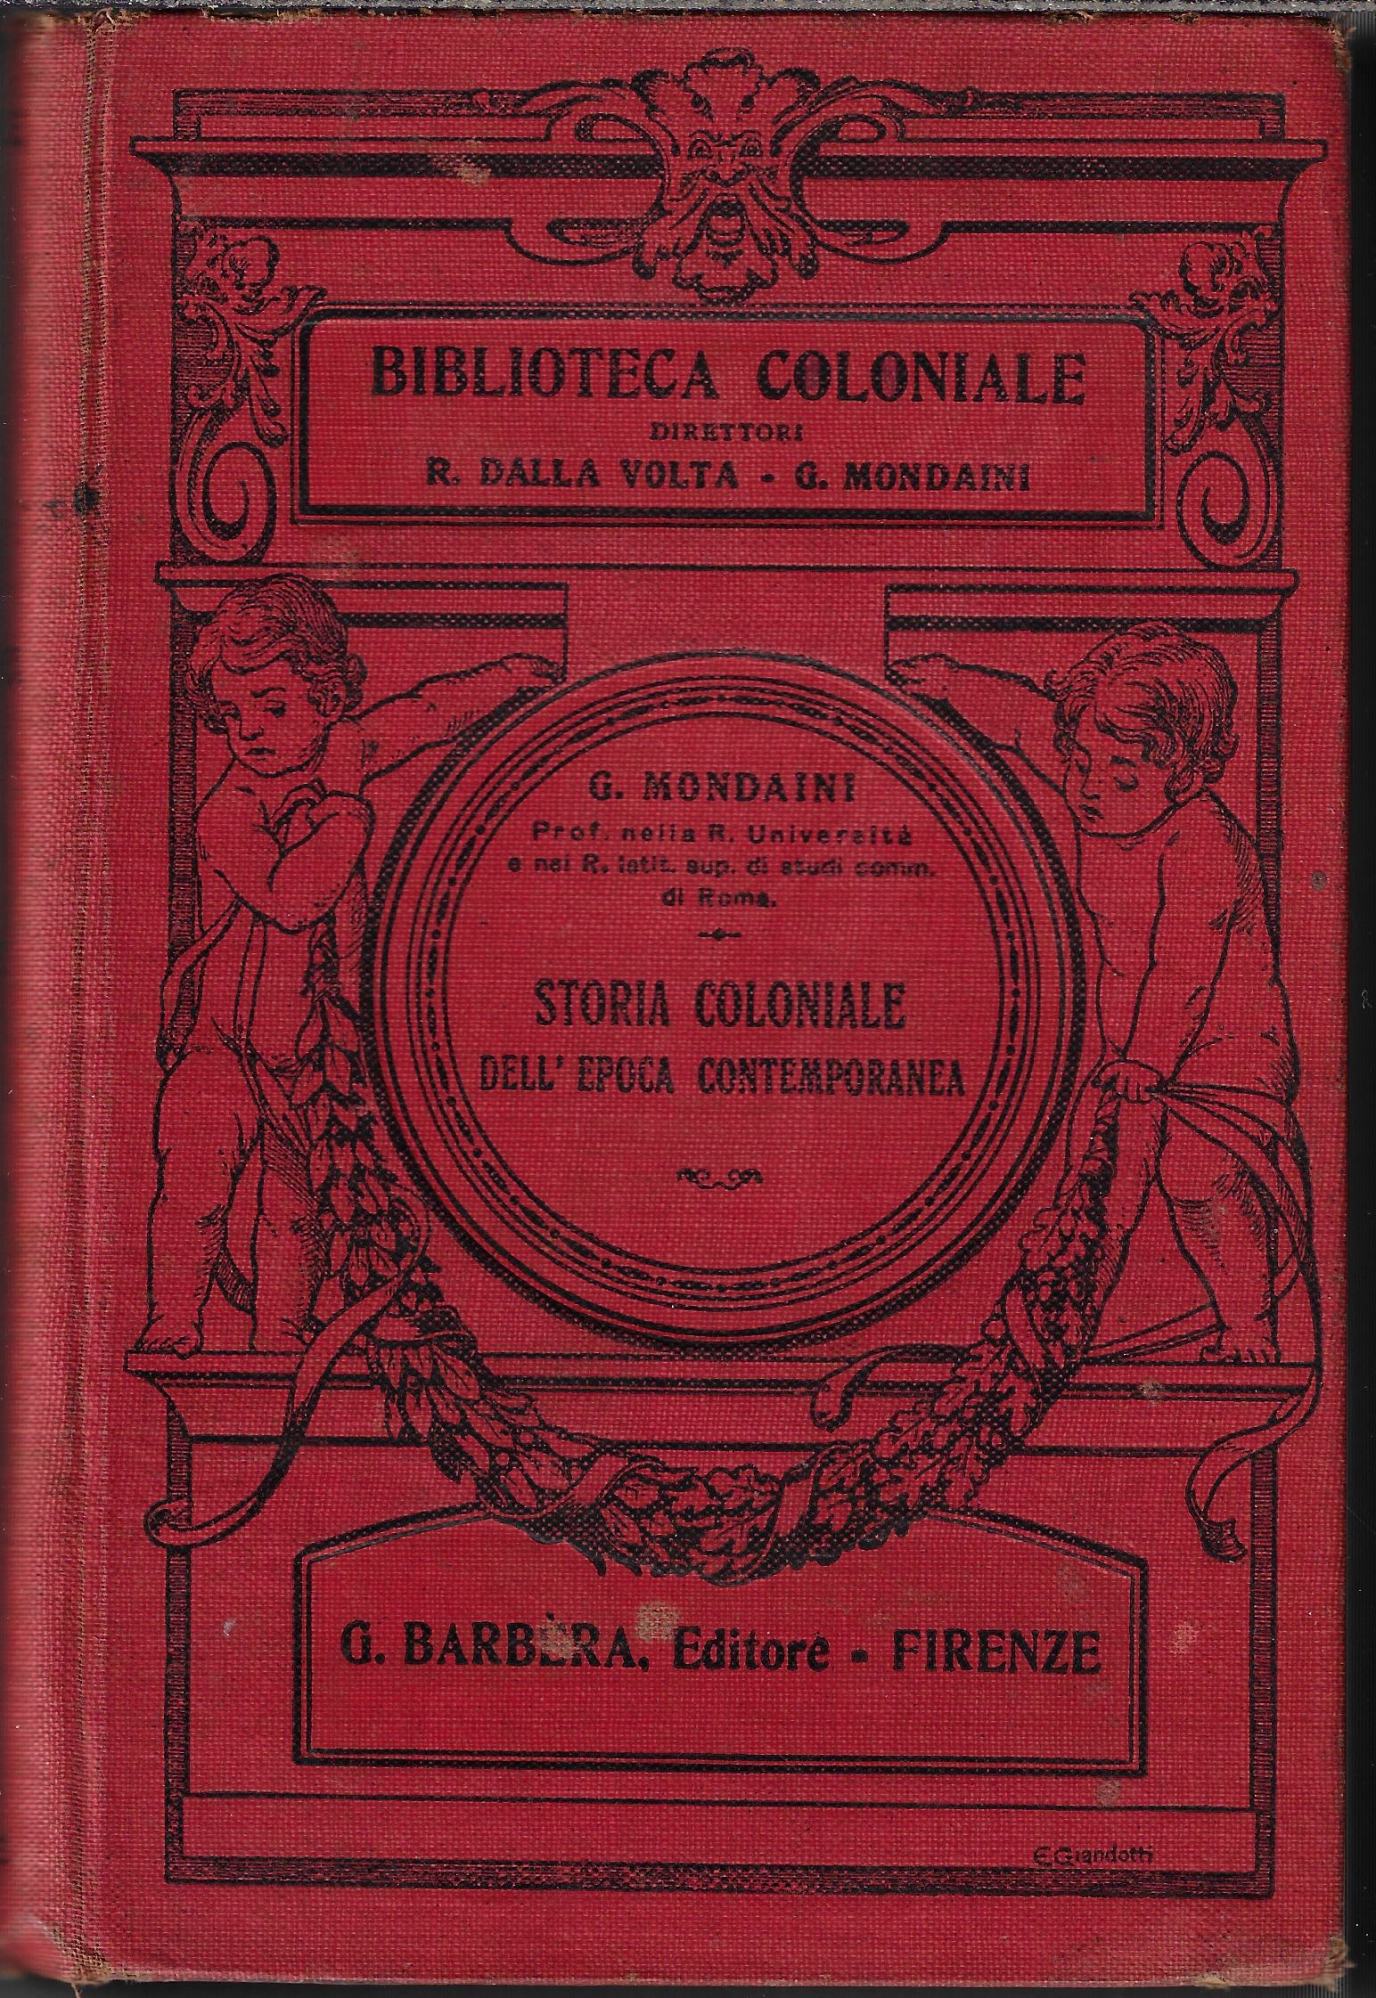 BIBLIOTECA COLONIALE
DIRETTORI
R. DALLA VOLTA - G. MONDAINI
G. MONDAINI
Prof. nella R. Università
e nel R. Istit. sup. di studi comm.
di Roma.
STORIA COLONIALE
DELL' EPOCA CONTEMPORANEA
G. BARBÈRA, Editore - FIRENZE
E Giandotti